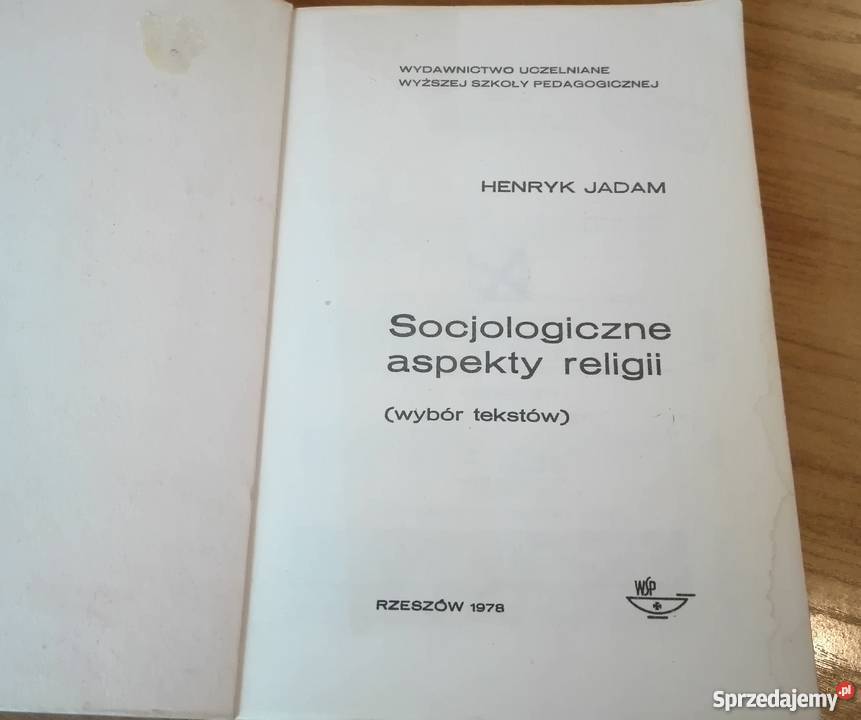 WYDAWNICTWO UCZELNIANE
WYŻSZEJ SZKOŁY PEDAGOGICZNEJ
HENRYK JADAM
Socjologiczne
aspekty religii
(wybór tekstów)
WSP
RZESZÓW 1978
Sprzedajemy.pl